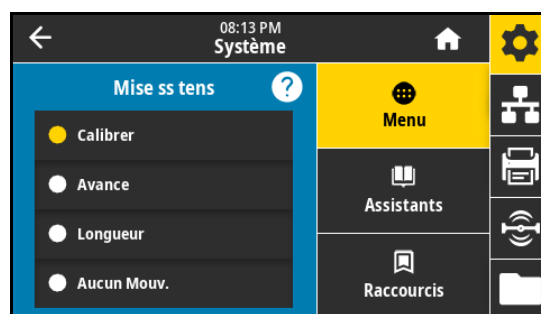 08:13 PM
Système
Mise ss tens
?
Calibrer
Avance
Longueur
Aucun Mouv.
Menu
Assistants
Raccourcis